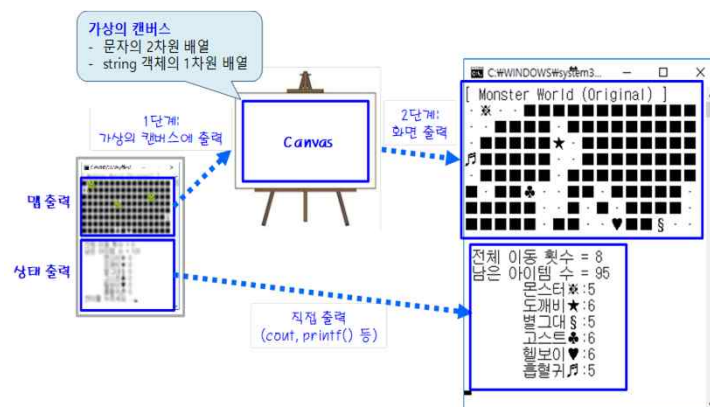 가상의 캔버스
- 문자의 2차원 배열
- string 객체의 1차원 배열
1단계:
가상의 캔버스에 출력
Canvas
2단계:
화면 출력
맵 출력
상태 출력
직접 출력
(cout, printf() 등)
C:₩WINDOWS₩system3...
[ Monster World (Original) ]
전체 이동 횟수 = 8
남은 아이템 수 = 95
몬스터※:5
도깨비★:6
별그대§:5
고스트♣:6
헬보이♥:6
흡혈귀♬:5